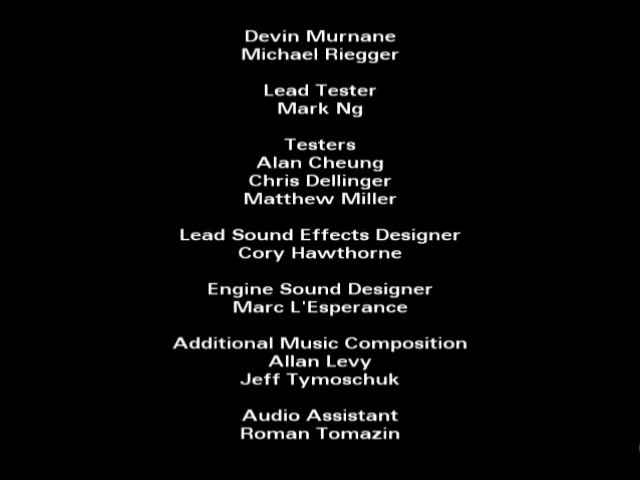 Devin Murnane
Michael Riegger
Lead Tester
Mark Ng
Testers
Alan Cheung
Chris Dellinger
Matthew Miller
Lead Sound Effects Designer
Cory Hawthorne
Engine Sound Designer
Marc L'Esperance
Additional Music Composition
Allan Levy
Jeff Tymoschuk
Audio Assistant
Roman Tomazin